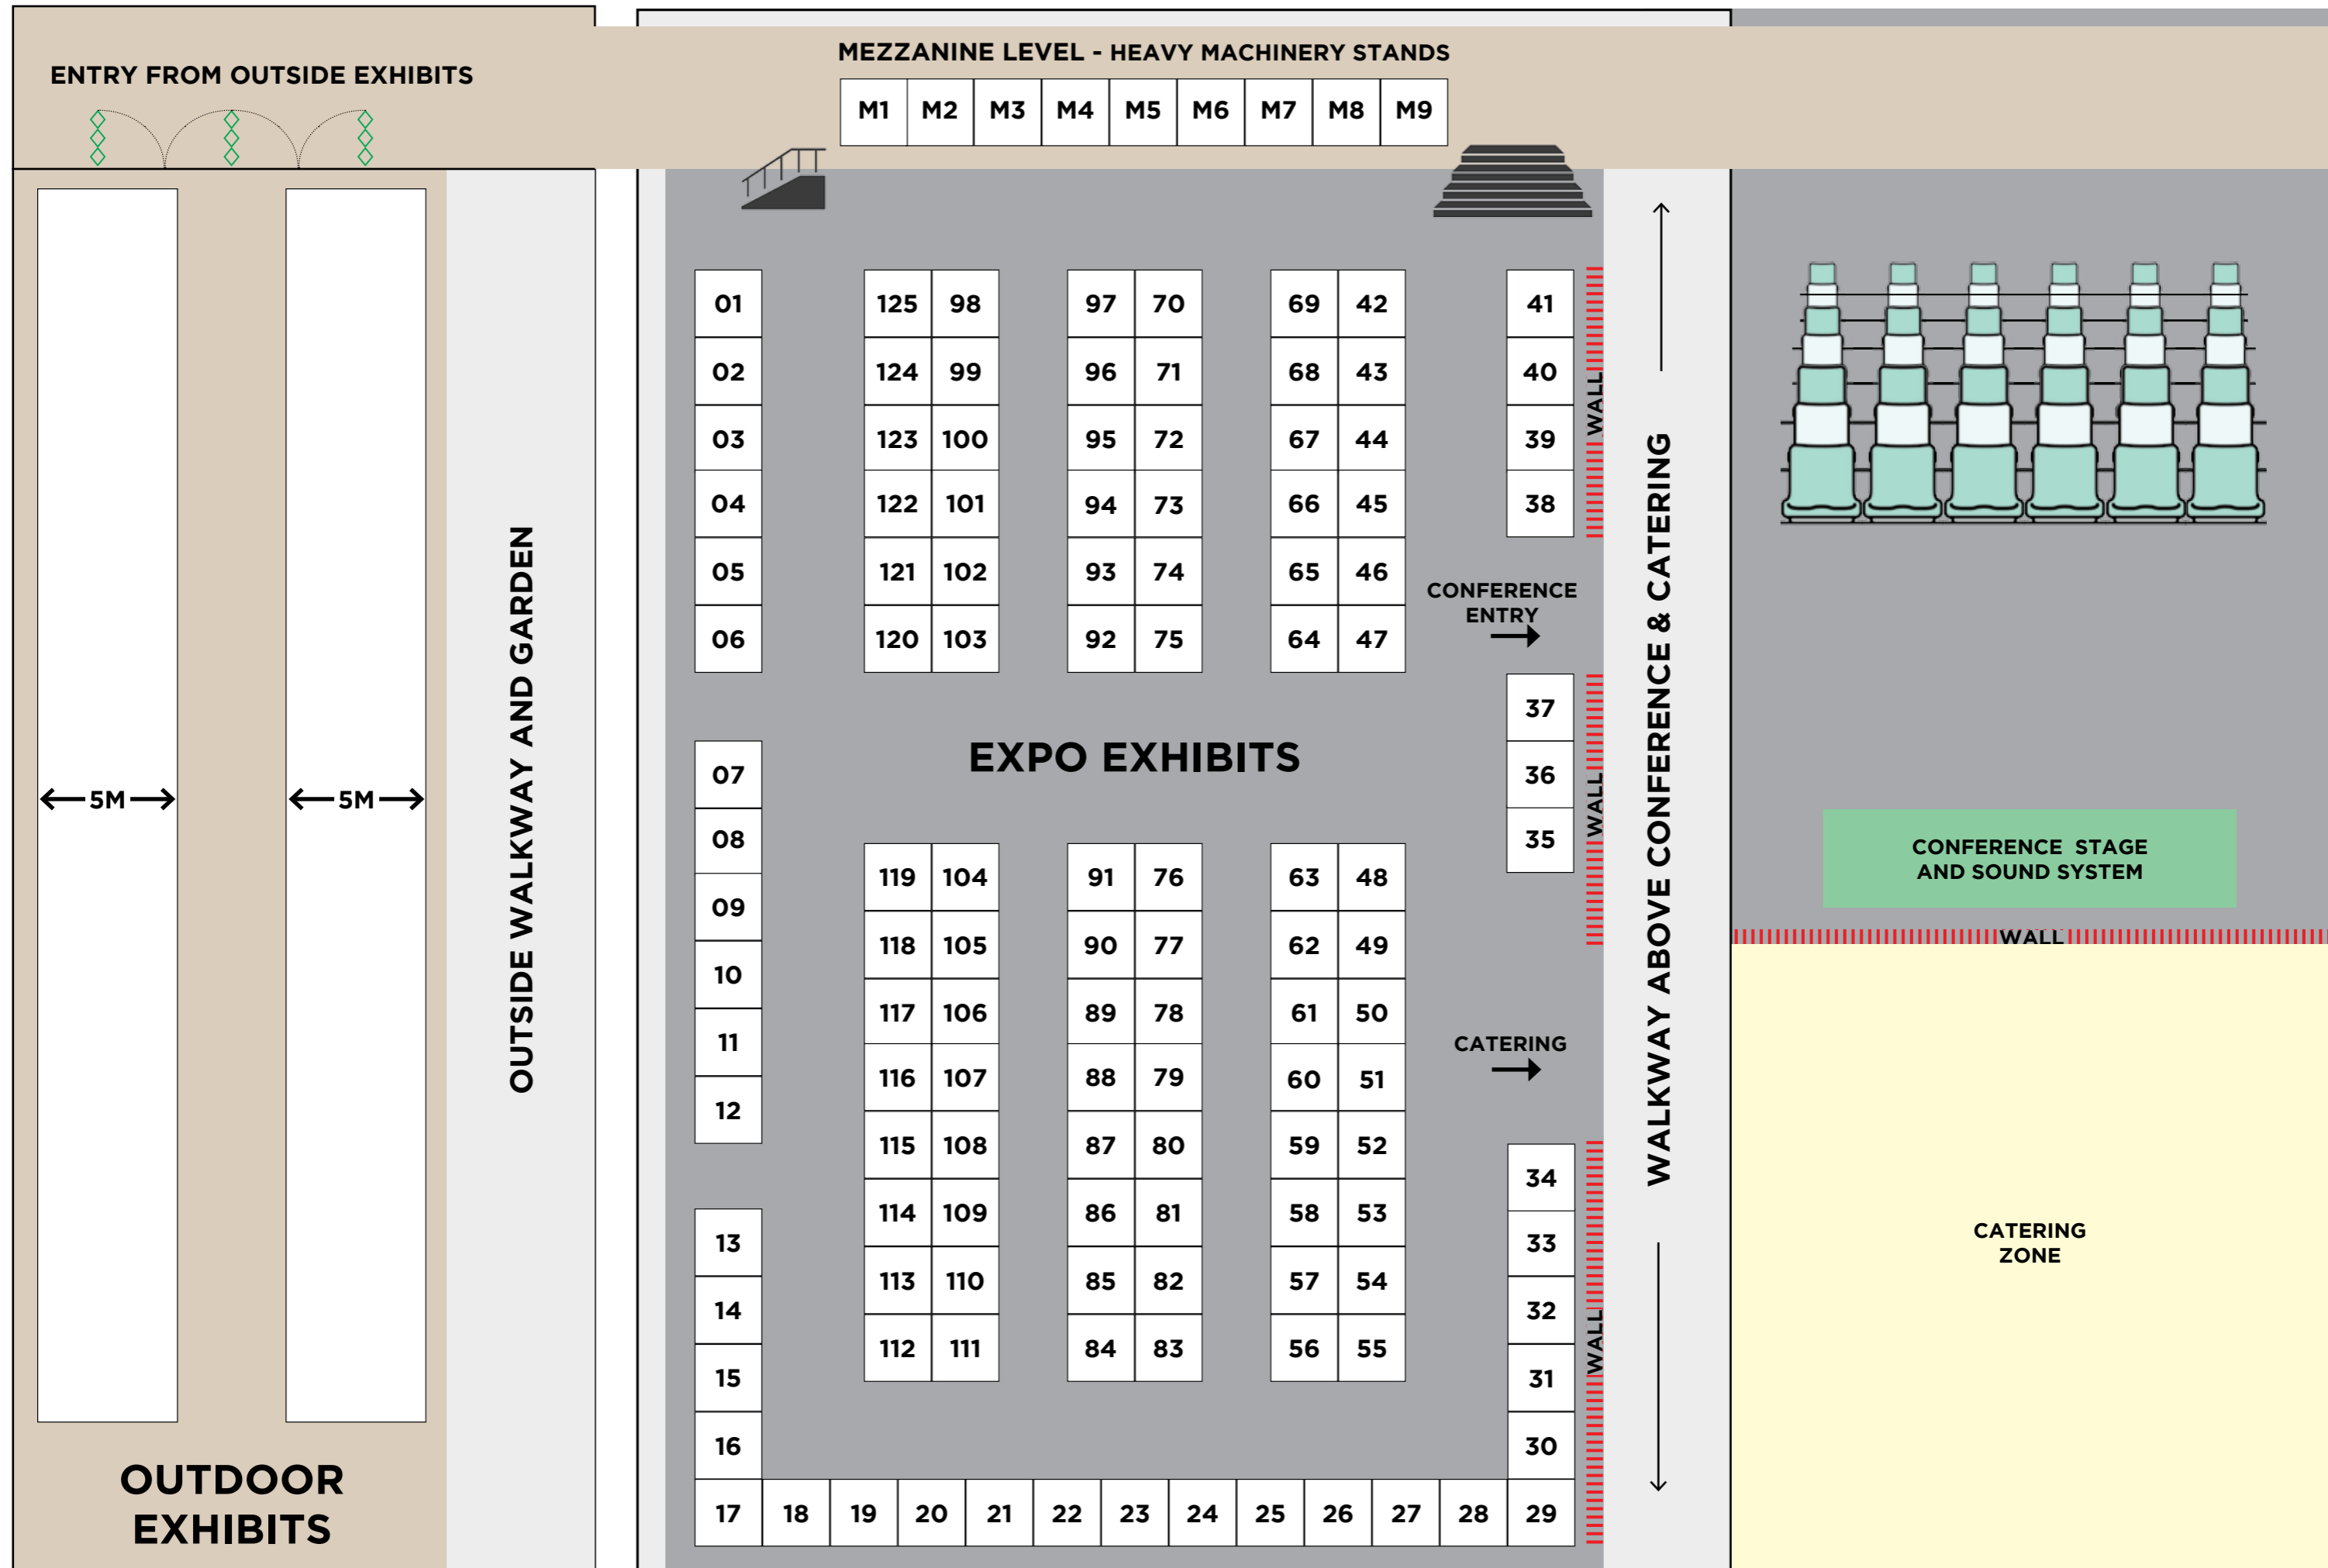 MEZZANINE LEVEL - HEAVY MACHINERY STANDS
ENTRY FROM OUTSIDE EXHIBITS
M1 M2 M3 M4 M5 M6 M7 M8 M9
01 125 98 97 70 69 42 41
02 124 99 96 71 68 43 40
WALL
03 123 100 95 72 67 44 39
04 122 101 94 73 66 45 38
05 121 102 93 74 65 46
CONFERENCE
ENTRY
06 120 103 92 75 64 47
37
EXPO EXHIBITS
07 36
WALL
5M 5M
08 35
OUTSIDE WALKWAY AND GARDEN
WALKWAY ABOVE CONFERENCE & CATERING
CONFERENCE STAGE
AND SOUND SYSTEM
119 104 91 76 63 48
09
WALL
118 105 90 77 62 49
10
117 106 89 78 61 50
11
CATERING
116 107 88 79 60 51
12
115 108 87 80 59 52
34
114 109 86 81 58 53
13 33
CATERING
ZONE
113 110 85 82 57 54
14 32
WALL
112 111 84 83 56 55
15 31
16 30
OUTDOOR
EXHIBITS
17 18 19 20 21 22 23 24 25 26 27 28 29